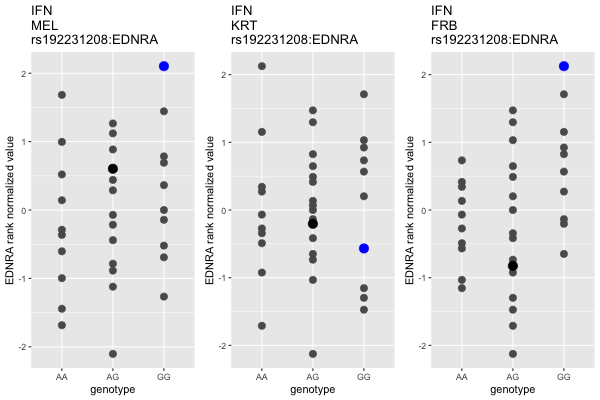 IFN
MEL
rs192231208:EDNRA
EDNRA rank normalized value
2
1
0
-1
-2
AA AG GG
genotype
IFN
KRT
rs192231208:EDNRA
EDNRA rank normalized value
2
1
0
-1
-2
AA AG GG
genotype
IFN
FRB
rs192231208:EDNRA
EDNRA rank normalized value
2
1
0
-1
-2
AA AG GG
genotype